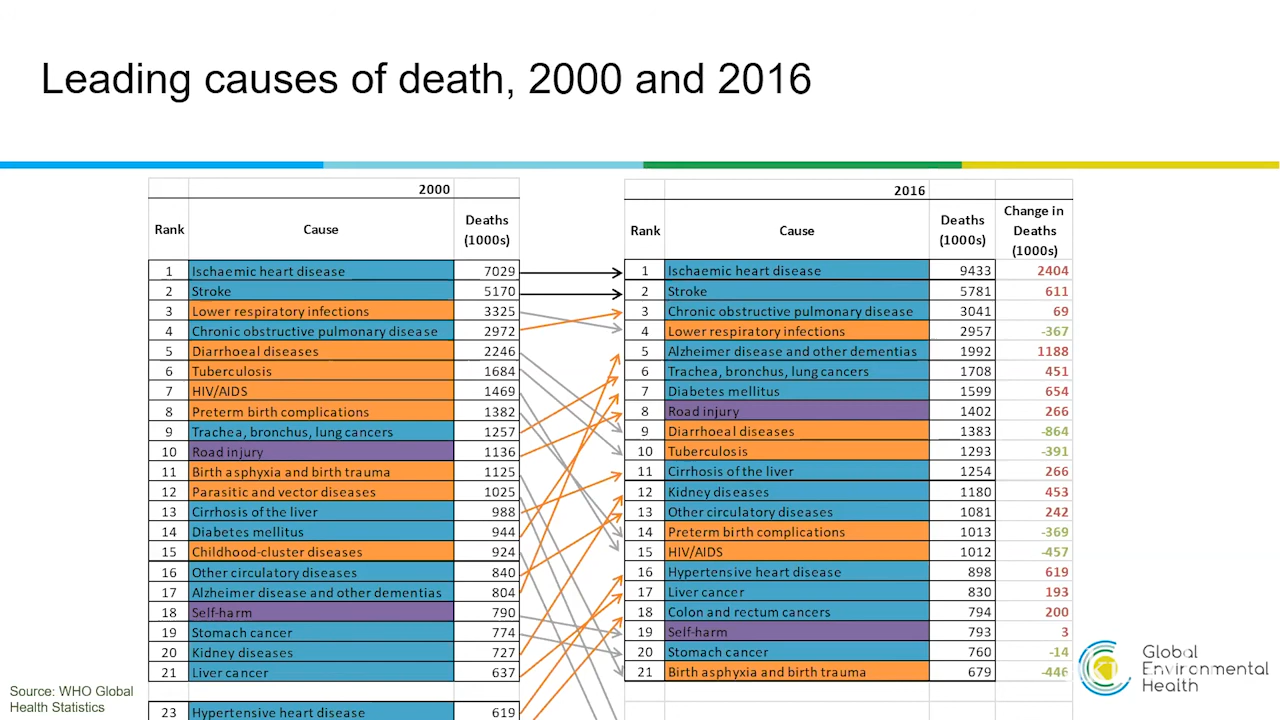 Leading causes of death, 2000 and 2016
2000
Rank Cause Deaths (1000s)
1 Ischaemic heart disease 7029
2 Stroke 5170
3 Lower respiratory infections 3325
4 Chronic obstructive pulmonary disease 2972
5 Diarrhoeal diseases 2246
6 Tuberculosis 1684
7 HIV/AIDS 1469
8 Preterm birth complications 1382
9 Trachea, bronchus, lung cancers 1257
10 Road injury 1136
11 Birth asphyxia and birth trauma 1125
12 Parasitic and vector diseases 1025
13 Cirrhosis of the liver 988
14 Diabetes mellitus 944
15 Childhood-cluster diseases 924
16 Other circulatory diseases 840
17 Alzheimer disease and other dementias 804
18 Self-harm 790
19 Stomach cancer 774
20 Kidney diseases 727
21 Liver cancer 637
23 Hypertensive heart disease 619
2016
Rank Cause Deaths (1000s) Change in Deaths (1000s)
1 Ischaemic heart disease 9433 2404
2 Stroke 5781 611
3 Chronic obstructive pulmonary disease 3041 69
4 Lower respiratory infections 2957 -367
5 Alzheimer disease and other dementias 1992 1188
6 Trachea, bronchus, lung cancers 1708 451
7 Diabetes mellitus 1599 654
8 Road injury 1402 266
9 Diarrhoeal diseases 1383 -864
10 Tuberculosis 1293 -391
11 Cirrhosis of the liver 1254 266
12 Kidney diseases 1180 453
13 Other circulatory diseases 1081 242
14 Preterm birth complications 1013 -369
15 HIV/AIDS 1012 -457
16 Hypertensive heart disease 898 619
17 Liver cancer 830 193
18 Colon and rectum cancers 794 200
19 Self-harm 793 3
20 Stomach cancer 760 -14
21 Birth asphyxia and birth trauma 679 -446
Source: WHO Global
Health Statistics
Global
Environmental
Health